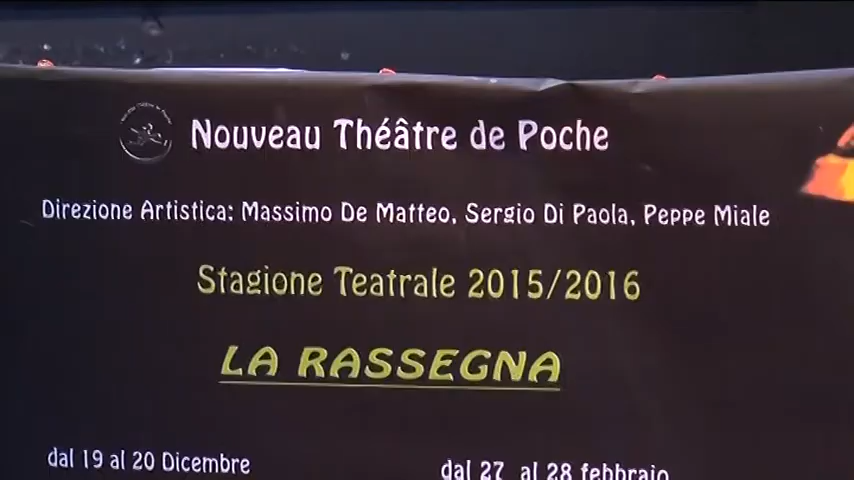 Nouveau Théâtre de Poche
Direzione Artistica: Massimo De Matteo, Sergio Di Paola, Peppe Miale
Stagione Teatrale 2015/2016
LA RASSEGNA
dal 19 al 20 Dicembre
dal 27 al 28 febbraio